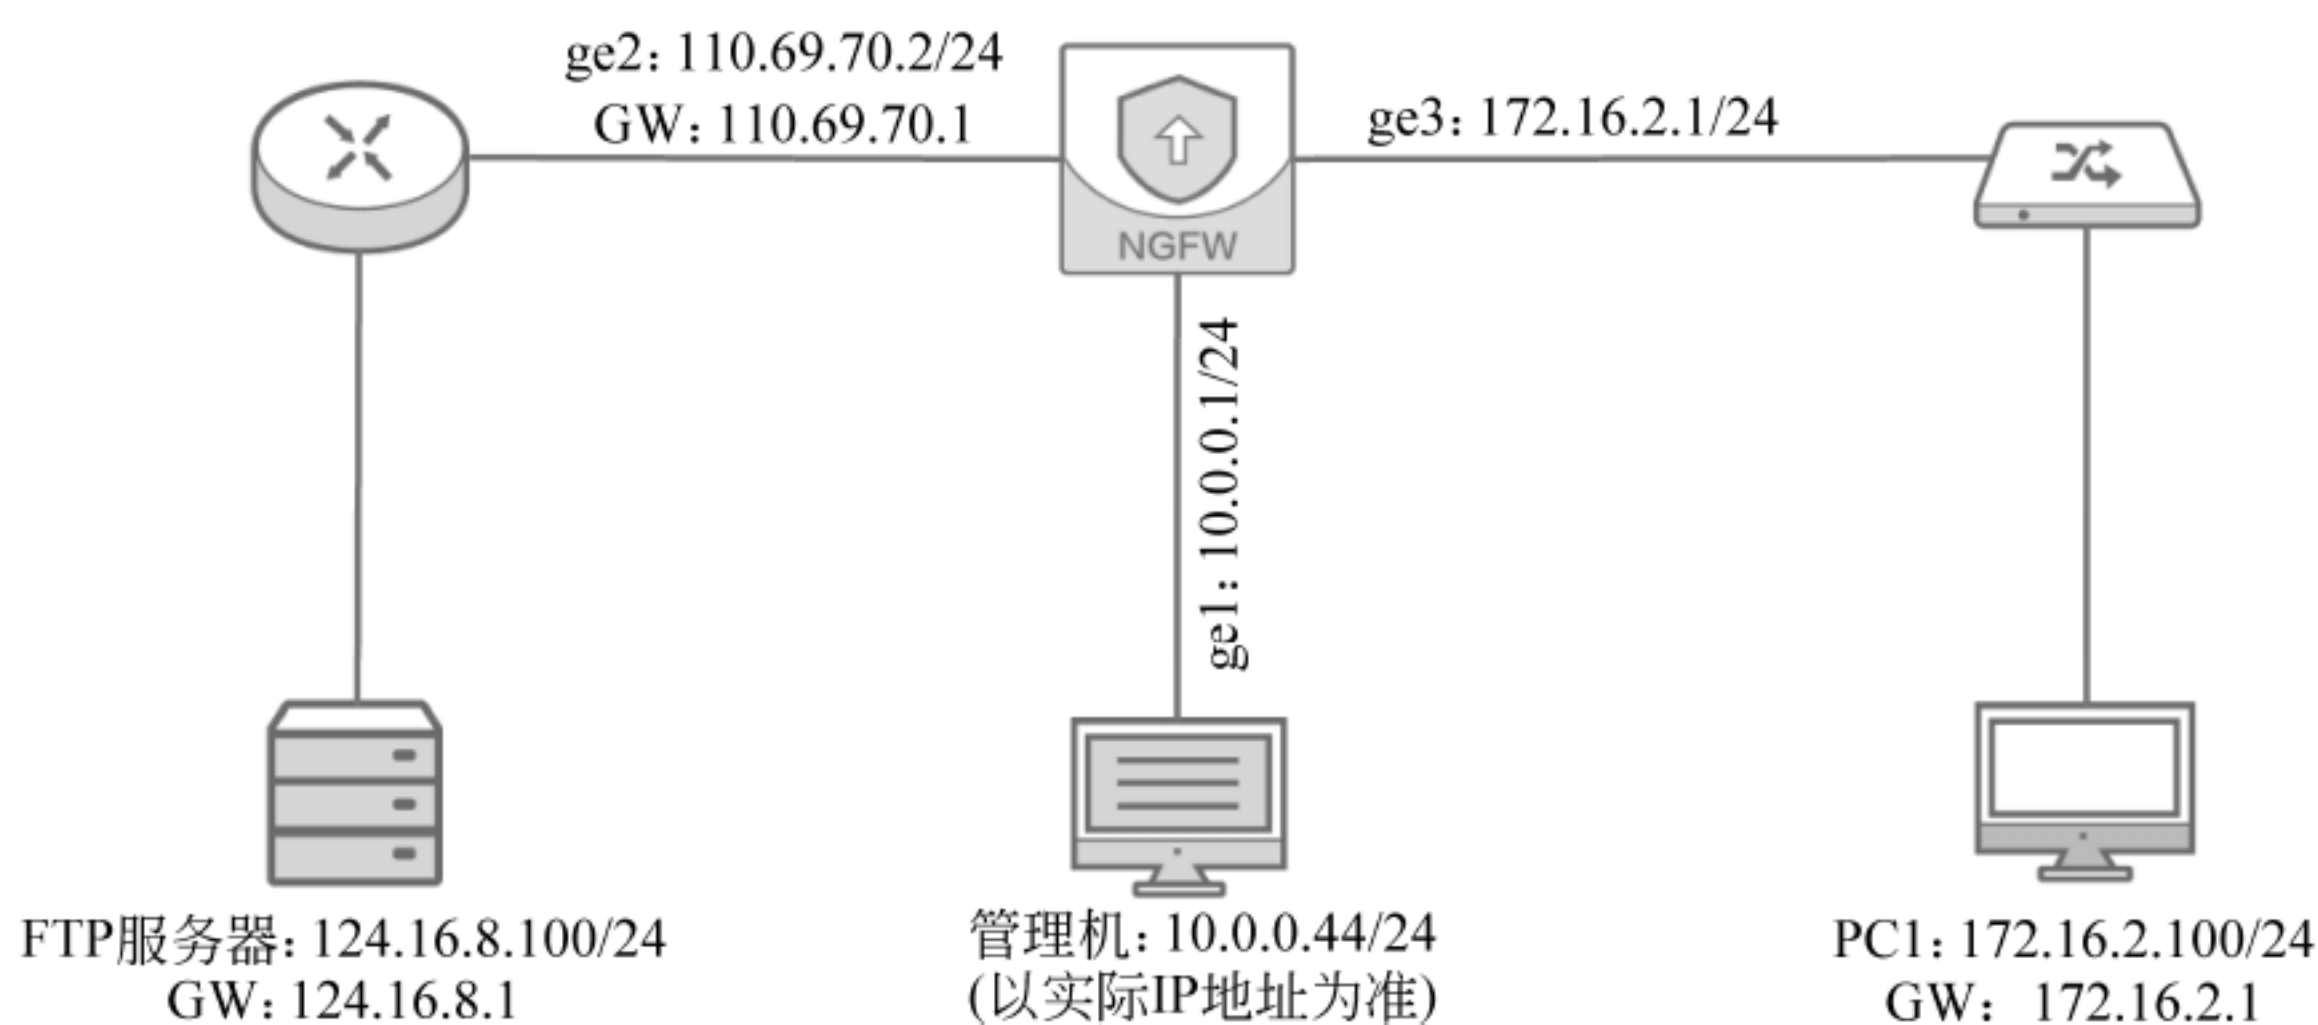 ge2：110.69.70.2/24
GW：110.69.70.1
ge3：172.16.2.1/24
NGFW
ge1：10.0.0.1/24
FTP服务器：124.16.8.100/24
GW：124.16.8.1
管理机：10.0.0.44/24
(以实际IP地址为准)
PC1：172.16.2.100/24
GW： 172.16.2.1